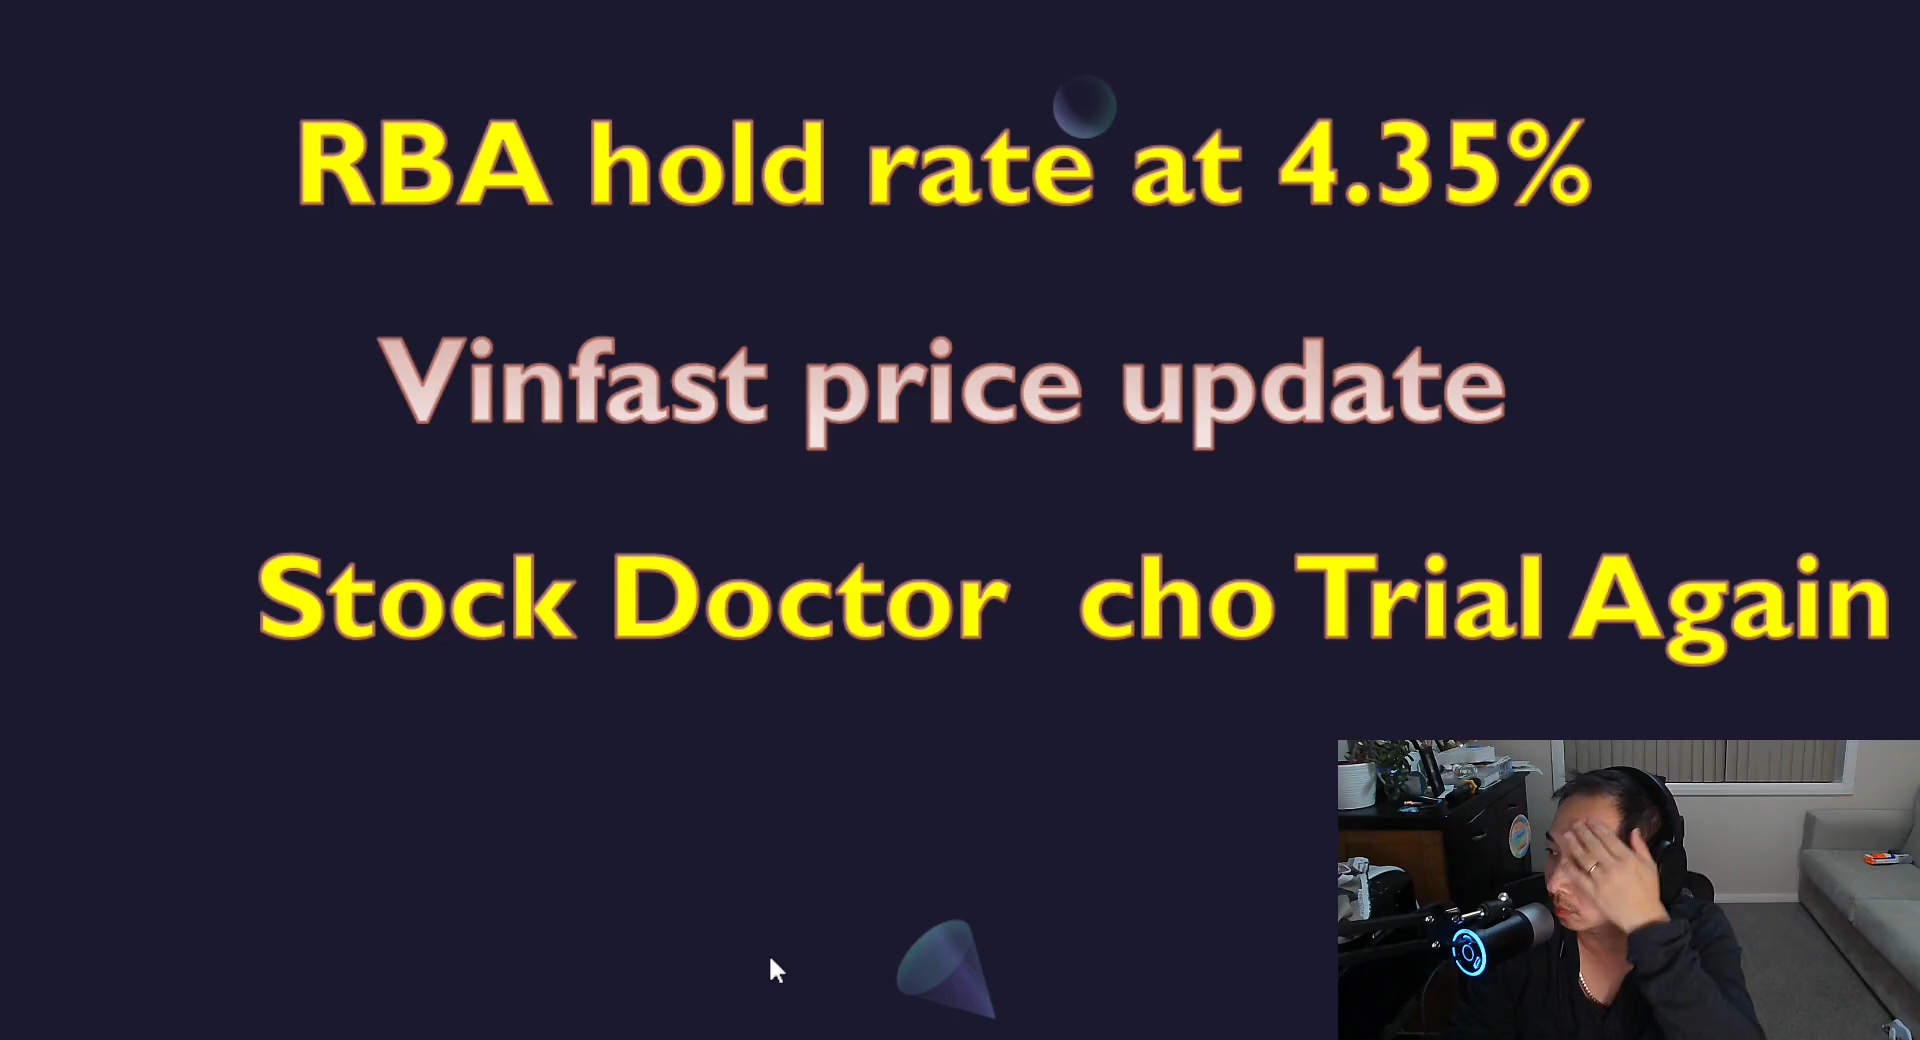 RBA hold rate at 4.35%
Vinfast price update
Stock Doctor cho Trial Again